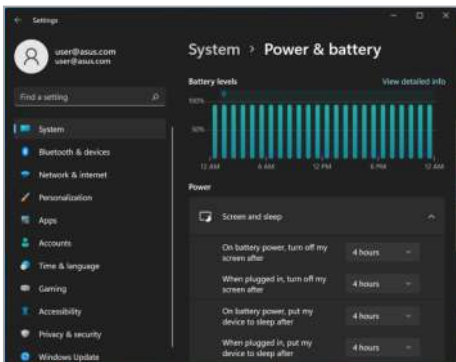 Settings
user@asus.com
user@asus.com
Find a setting
System
Bluetooth & devices
Network & internet
Personalization
Apps
Accounts
Time & language
Gaming
Accessibility
Privacy & security
Windows Update
System > Power & battery
Battery levels
View detailed info
100%
50%
12 AM 6 AM 12 PM 6 PM 12 AM
Power
Screen and sleep
On battery power, turn off my
screen after
4 hours
When plugged in, turn off my
screen after
4 hours
On battery power, put my
device to sleep after
4 hours
When plugged in, put my
device to sleep after
4 hours